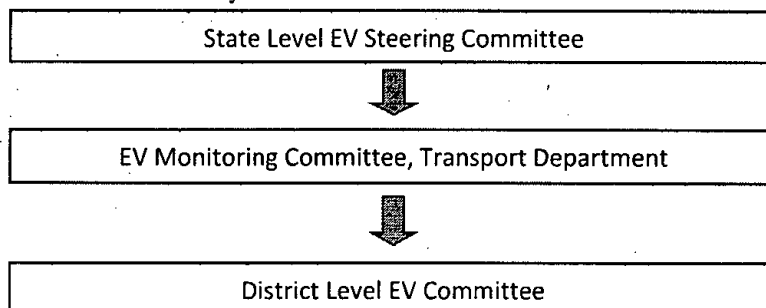 State Level EV Steering Committee
EV Monitoring Committee, Transport Department
District Level EV Committee